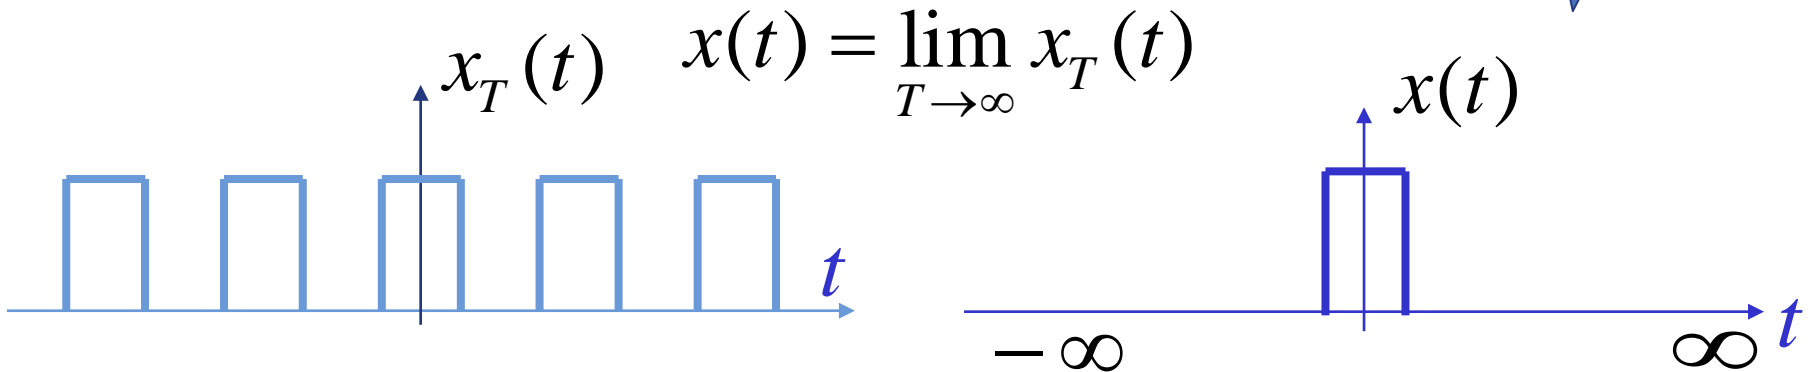 x_T(t)
x(t) = lim_{T→∞} x_T(t)
x(t)
t
t
−∞
∞